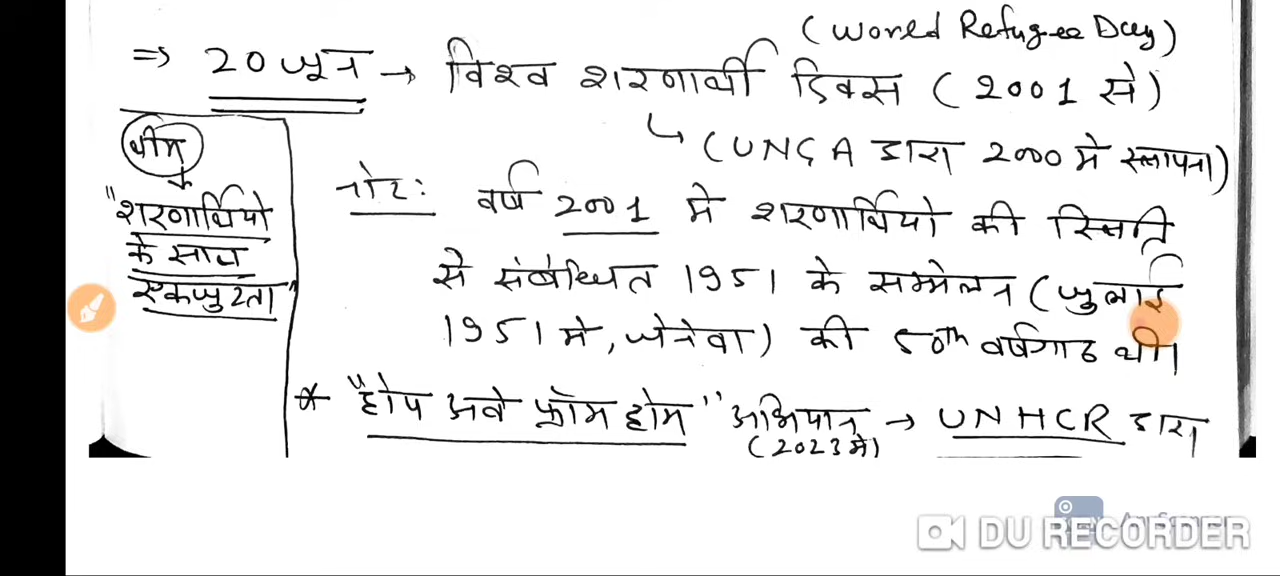 (World Refugee Day)
⇒ 20 जून → विश्व शरणार्थी दिवस (2001 से)
↳ (UNGA द्वारा 2000 मे स्थापना)
थीम
"शरणार्थियो
के साथ
एकजुटता"
नोट: वर्ष 2001 मे शरणार्थियो की स्थिति
से संबंधित 1951 के सम्मेलन (जुलाई
1951 मे, जेनेवा) की 50th वर्षगाठ थी।
* "होप अवे फ्रॉम होम" अभियान → UNHCR द्वारा
(2023 मे)
DU RECORDER